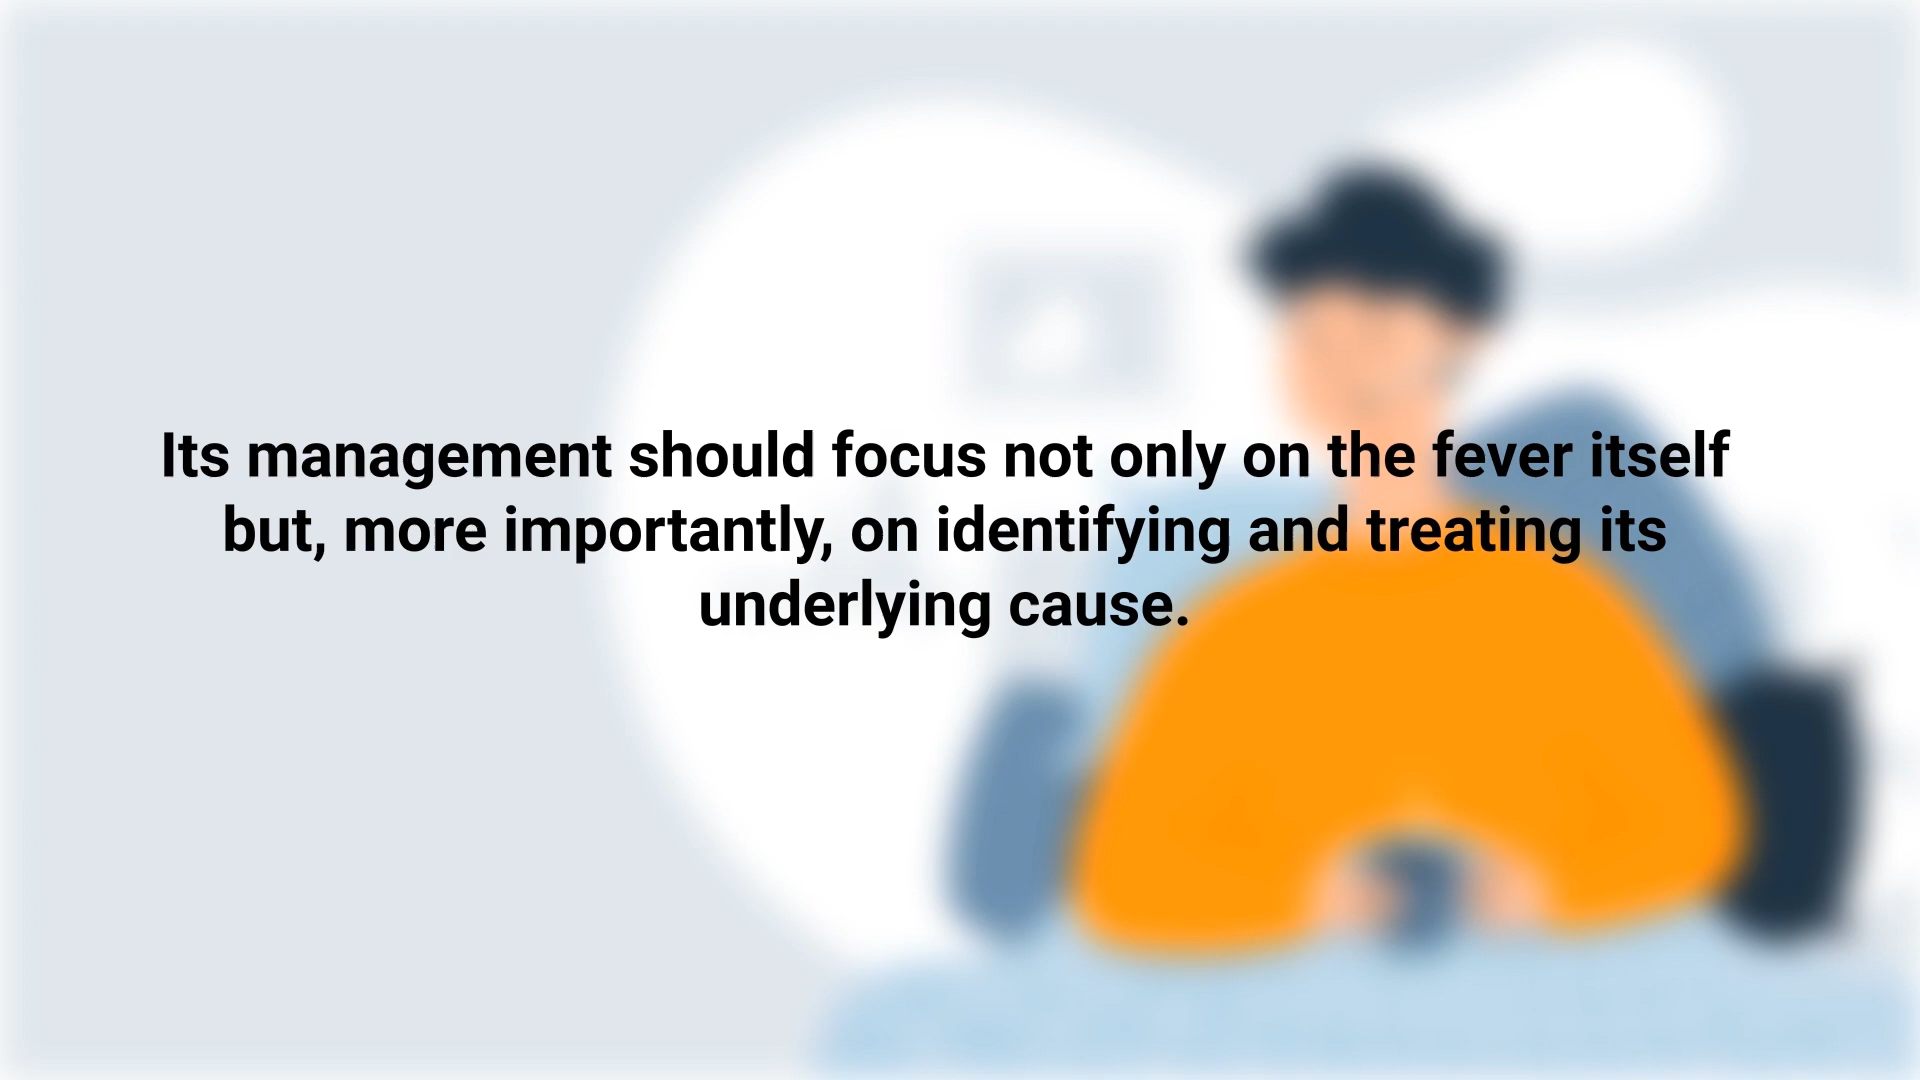 Its management should focus not only on the fever itself
but, more importantly, on identifying and treating its
underlying cause.